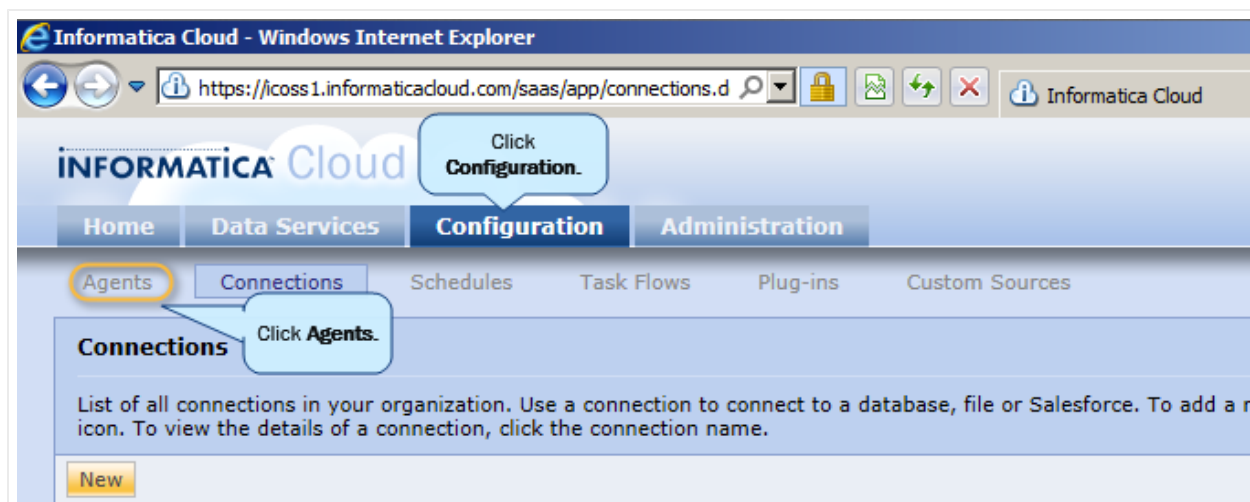 Informatica Cloud - Windows Internet Explorer
https://icoss1.informaticacloud.com/saas/app/connections.d
Informatica Cloud
INFORMATICA Cloud
Click
Configuration.
Home Data Services Configuration Administration
Agents Connections Schedules Task Flows Plug-ins Custom Sources
Click Agents.
Connections
List of all connections in your organization. Use a connection to connect to a database, file or Salesforce. To add a
icon. To view the details of a connection, click the connection name.
New